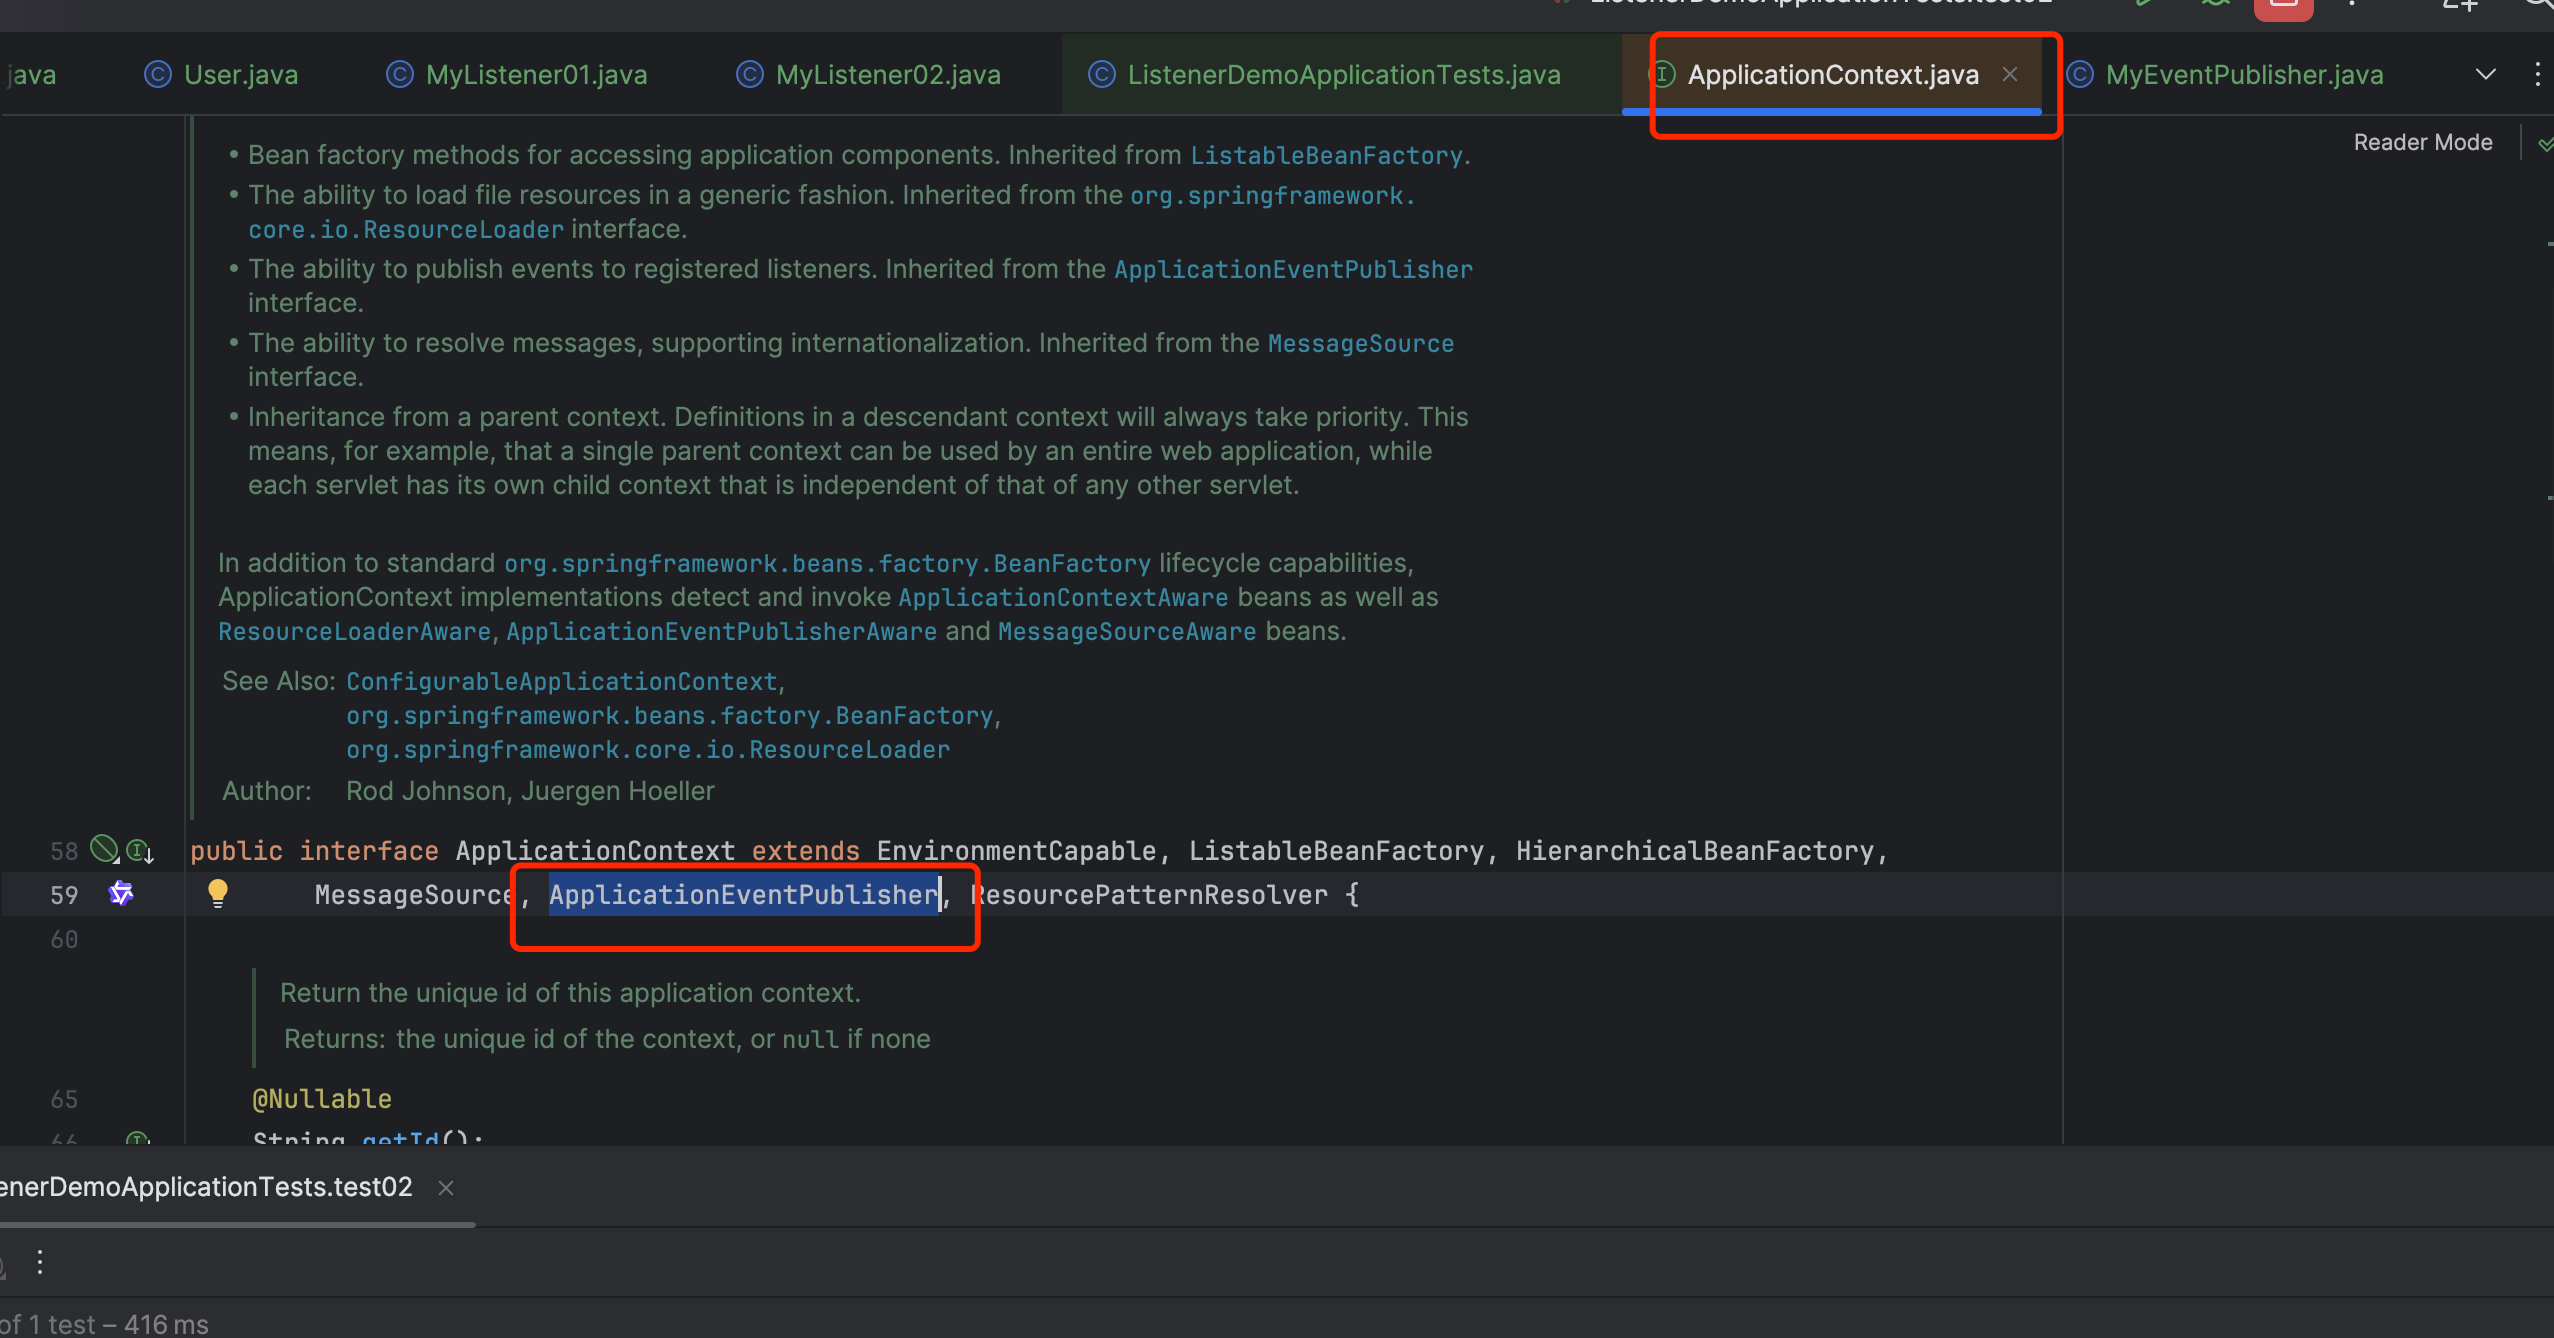 java
User.java
MyListener01.java
MyListener02.java
ListenerDemoApplicationTests.java
ApplicationContext.java
MyEventPublisher.java
Reader Mode
• Bean factory methods for accessing application components. Inherited from ListableBeanFactory.
• The ability to load file resources in a generic fashion. Inherited from the org.springframework.
core.io.ResourceLoader interface.
• The ability to publish events to registered listeners. Inherited from the ApplicationEventPublisher
interface.
• The ability to resolve messages, supporting internationalization. Inherited from the MessageSource
interface.
• Inheritance from a parent context. Definitions in a descendant context will always take priority. This
means, for example, that a single parent context can be used by an entire web application, while
each servlet has its own child context that is independent of that of any other servlet.
In addition to standard org.springframework.beans.factory.BeanFactory lifecycle capabilities,
ApplicationContext implementations detect and invoke ApplicationContextAware beans as well as
ResourceLoaderAware, ApplicationEventPublisherAware and MessageSourceAware beans.
See Also: ConfigurableApplicationContext,
org.springframework.beans.factory.BeanFactory,
org.springframework.core.io.ResourceLoader
Author: Rod Johnson, Juergen Hoeller
58 public interface ApplicationContext extends EnvironmentCapable, ListableBeanFactory, HierarchicalBeanFactory,
59 MessageSource, ApplicationEventPublisher, ResourcePatternResolver {
60
Return the unique id of this application context.
Returns: the unique id of the context, or null if none
65 @Nullable
66 String getId();
enerDemoApplicationTests.test02
of 1 test – 416 ms